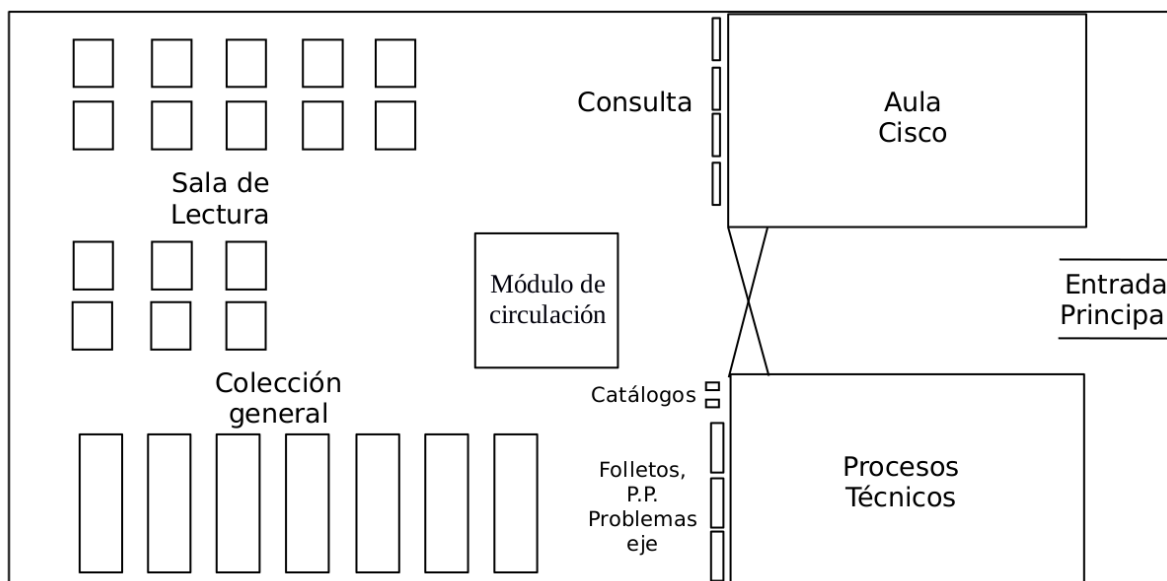 Consulta
Aula
Cisco
Sala de
Lectura
Módulo de
circulación
Entrada
Principa
Colección
general
Catálogos
Folletos,
P.P.
Problemas
eje
Procesos
Técnicos